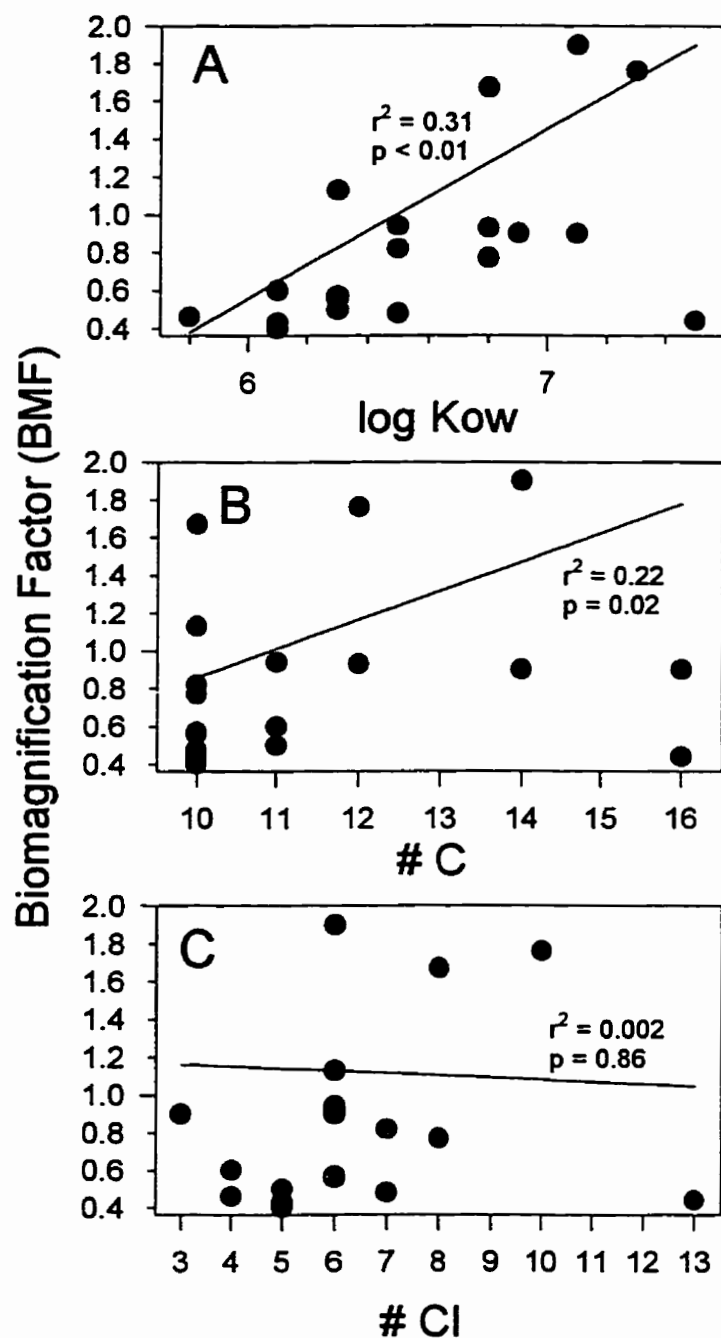 Biomagnification Factor (BMF)
A
2.0
1.8
1.6
1.4
1.2
1.0
0.8
0.6
0.4
r² = 0.31
p < 0.01
6 7
log Kow
B
2.0
1.8
1.6
1.4
1.2
1.0
0.8
0.6
0.4
r² = 0.22
p = 0.02
10 11 12 13 14 15 16
# C
C
2.0
1.8
1.6
1.4
1.2
1.0
0.8
0.6
0.4
r² = 0.002
p = 0.86
3 4 5 6 7 8 9 10 11 12 13
# Cl